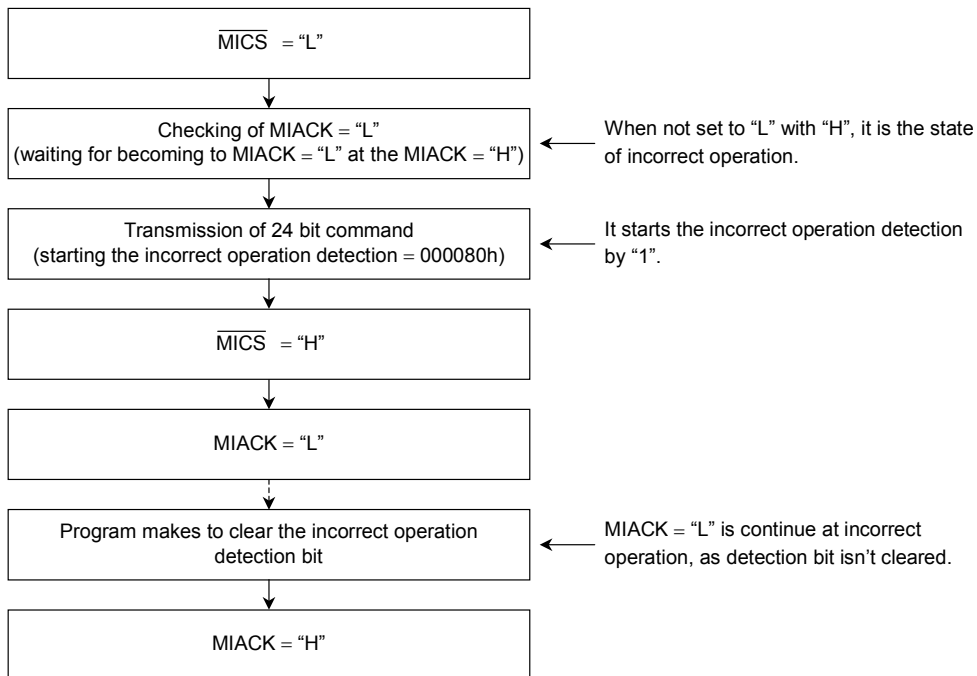 MICS = “L”
Checking of MIACK = “L”
(waiting for becoming to MIACK = “L” at the MIACK = “H”)
When not set to “L” with “H”, it is the state
of incorrect operation.
Transmission of 24 bit command
(starting the incorrect operation detection = 000080h)
It starts the incorrect operation detection
by “1”.
MICS = “H”
MIACK = “L”
Program makes to clear the incorrect operation
detection bit
MIACK = “L” is continue at incorrect
operation, as detection bit isn’t cleared.
MIACK = “H”